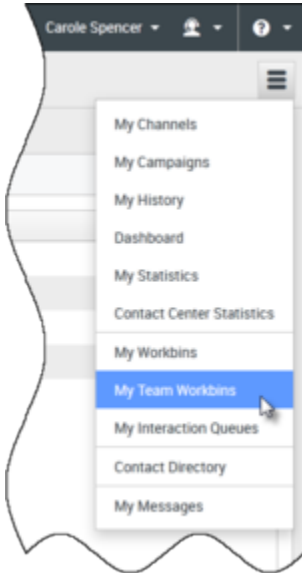 Carole Spencer
My Channels
My Campaigns
My History
Dashboard
My Statistics
Contact Center Statistics
My Workbins
My Team Workbins
My Interaction Queues
Contact Directory
My Messages